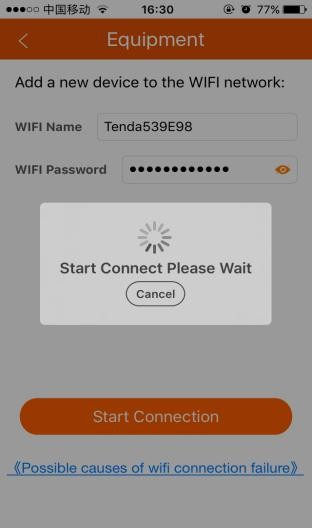 中国移动 16:30 77%
Equipment
Add a new device to the WIFI network:
WIFI Name Tenda539E98
WIFI Password ●●●●●●●●●●●●
Start Connect Please Wait
Cancel
Start Connection
《Possible causes of wifi connection failure》